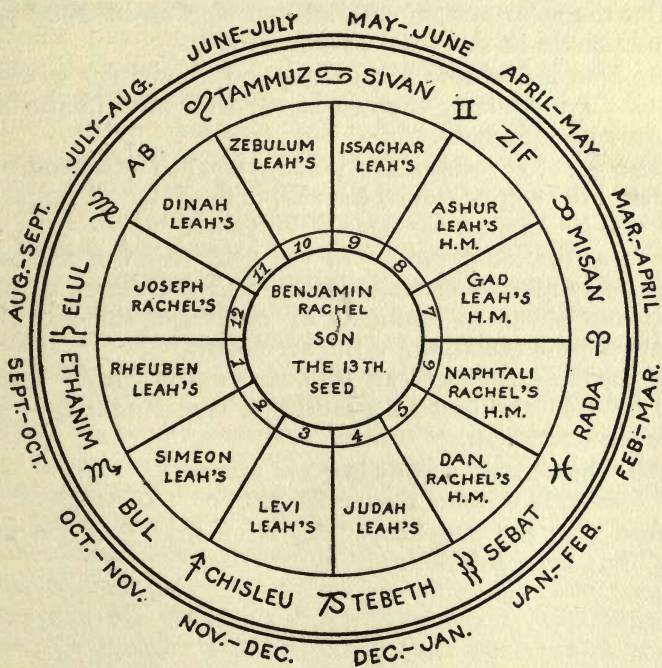 MAY-JUNE
APRIL-MAY
MAR.-APRIL
FEB.-MAR.
JAN.-FEB.
DEC.-JAN.
NOV.-DEC.
OCT.-NOV.
SEPT.-OCT.
AUG.-SEPT.
JULY-AUG.
JUNE-JULY
♋ SIVAN
♊ ZIF
♉ MISAN
♈ RADA
♓ SEBAT
♒ TEBETH
♑ CHISLEU
♐ BUL
♏ ETHANIM
♎ ELUL
♍ AB
♌ TAMMUZ
RHEUBEN
LEAH'S
1
SIMEON
LEAH'S
2
LEVI
LEAH'S
3
JUDAH
LEAH'S
4
DAN,
RACHEL'S
H.M.
5
NAPHTALI
RACHEL'S
H.M.
6
GAD
LEAH'S
H.M.
7
ASHUR
LEAH'S
H.M.
8
ISSACHAR
LEAH'S
9
ZEBULUM
LEAH'S
10
DINAH
LEAH'S
11
JOSEPH
RACHEL'S
12
BENJAMIN
RACHEL
SON
THE 13TH.
SEED